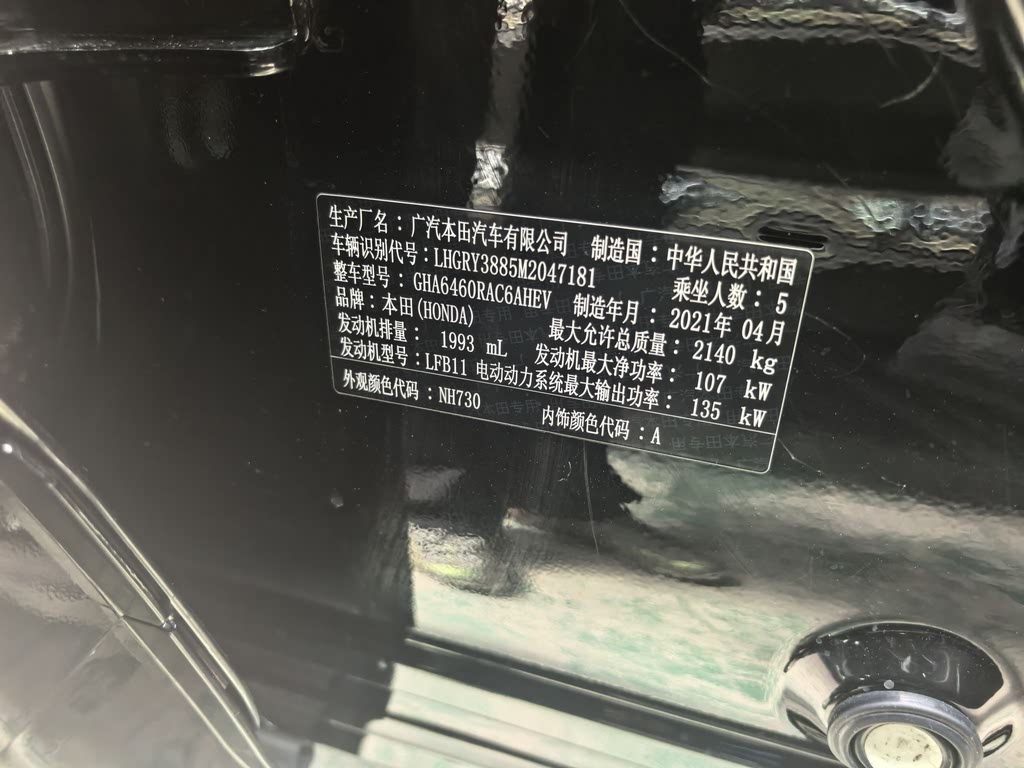 生产厂名：广汽本田汽车有限公司 制造国：中华人民共和国
车辆识别代号：LHGRY3885M2047181 乘坐人数：5
整车型号：GHA6460RAC6AHEV 制造年月：2021年 04月
品牌：本田(HONDA) 最大允许总质量：2140 kg
发动机排量： 1993 mL 发动机最大净功率： 107 kW
发动机型号：LFB11 电动动力系统最大输出功率： 135 kW
外观颜色代码：NH730 内饰颜色代码：A